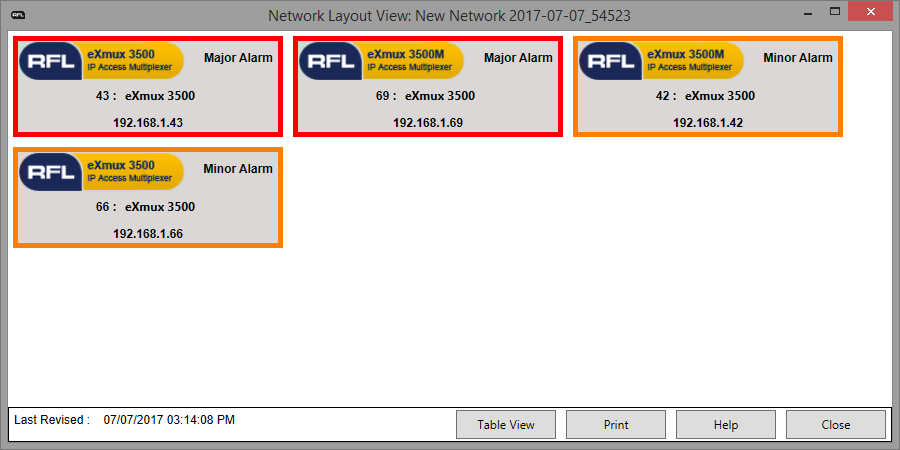 RFL
Network Layout View: New Network 2017-07-07_54523
RFL
eXmux 3500
IP Access Multiplexer
Major Alarm
43 : eXmux 3500
192.168.1.43
RFL
eXmux 3500M
IP Access Multiplexer
Major Alarm
69 : eXmux 3500
192.168.1.69
RFL
eXmux 3500M
IP Access Multiplexer
Minor Alarm
42 : eXmux 3500
192.168.1.42
RFL
eXmux 3500
IP Access Multiplexer
Minor Alarm
66 : eXmux 3500
192.168.1.66
Last Revised : 07/07/2017 03:14:08 PM
Table View
Print
Help
Close